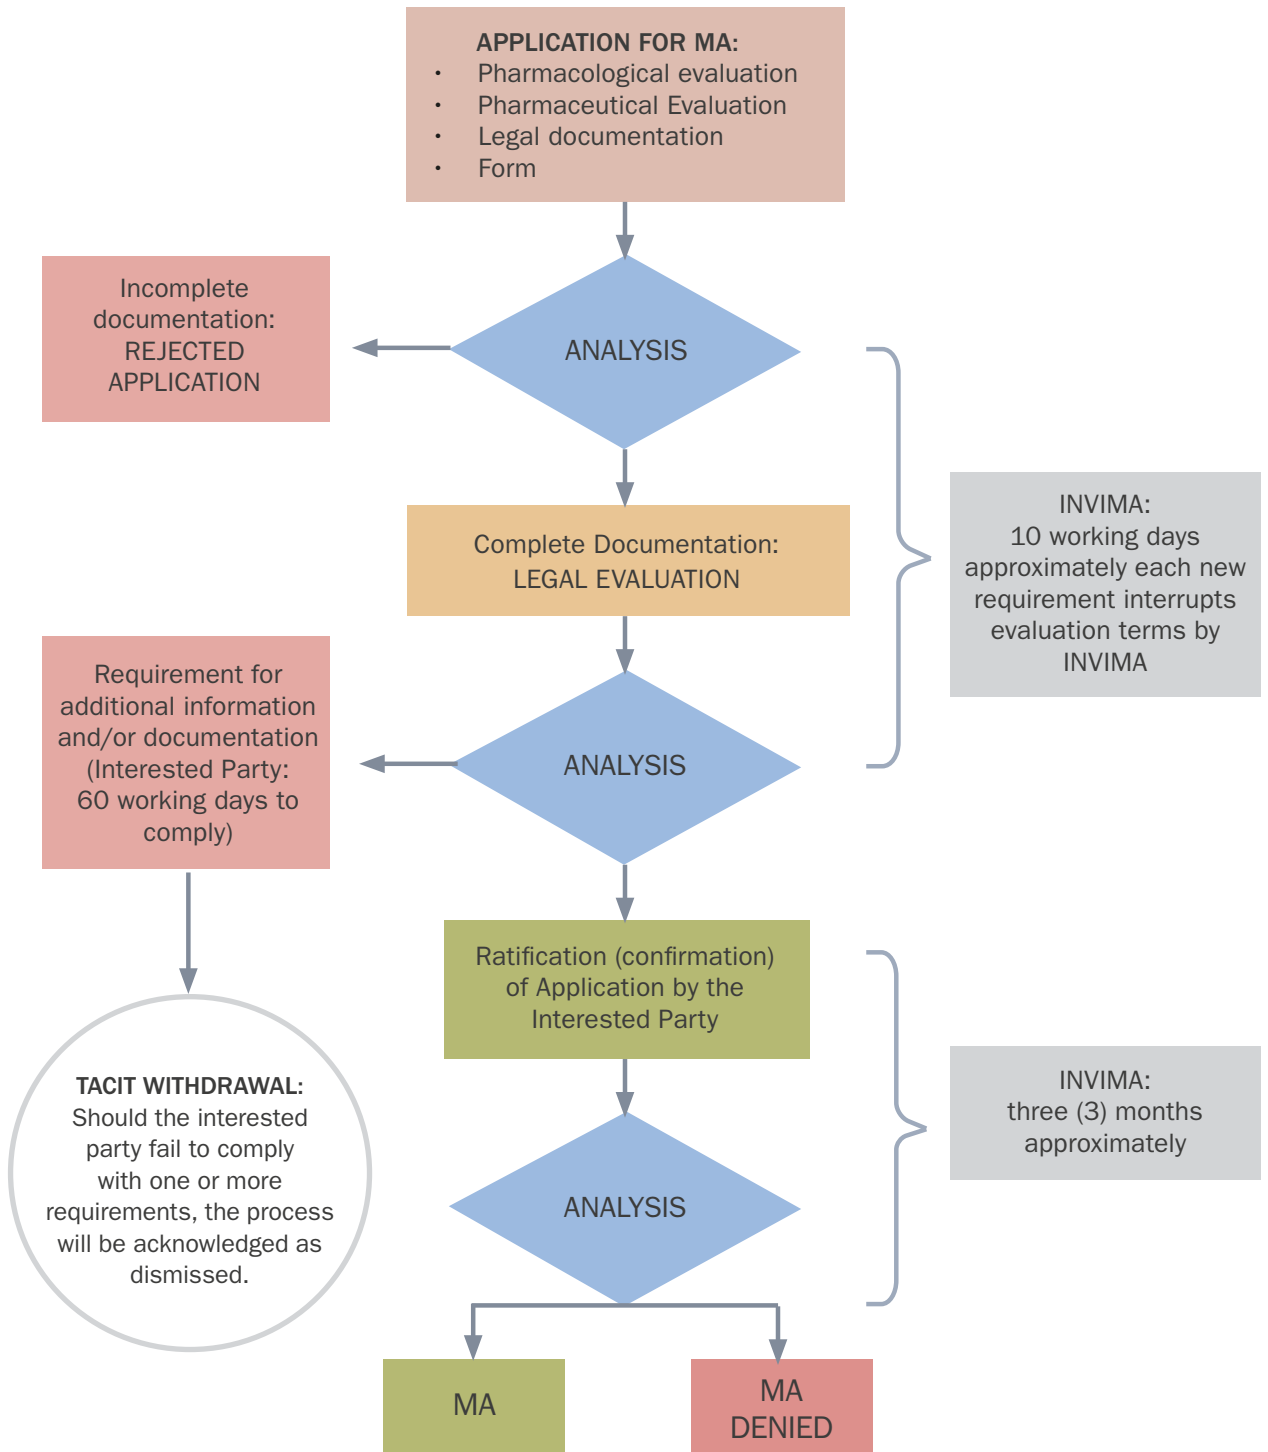 APPLICATION FOR MA:
· Pharmacological evaluation
· Pharmaceutical Evaluation
· Legal documentation
· Form
Incomplete
documentation:
REJECTED
APPLICATION
ANALYSIS
Complete Documentation:
LEGAL EVALUATION
INVIMA:
10 working days
approximately each new
requirement interrupts
evaluation terms by
INVIMA
Requirement for
additional information
and/or documentation
(Interested Party:
60 working days to
comply)
ANALYSIS
Ratification (confirmation)
of Application by the
Interested Party
TACIT WITHDRAWAL:
Should the interested
party fail to comply
with one or more
requirements, the process
will be acknowledged as
dismissed.
INVIMA:
three (3) months
approximately
ANALYSIS
MA
MA
DENIED